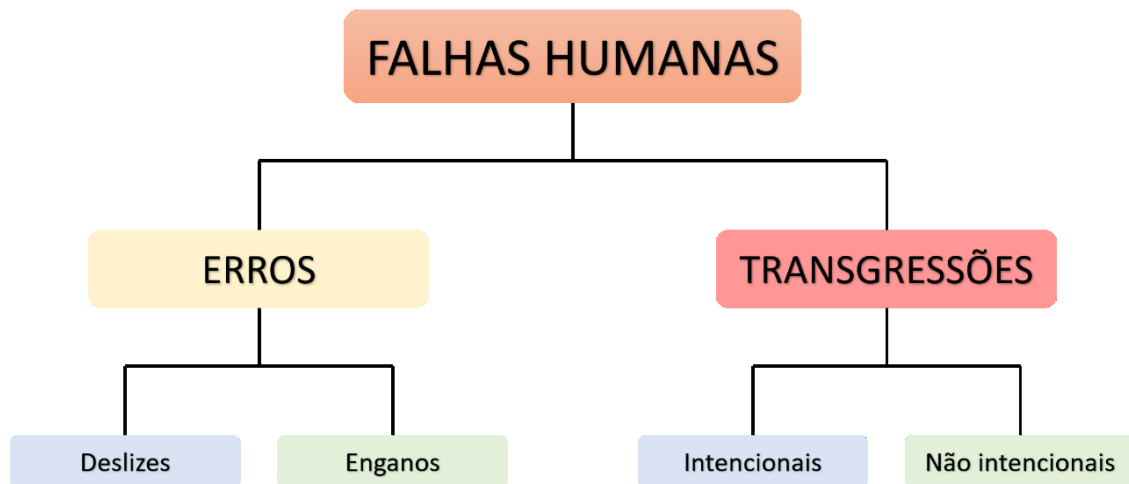 FALHAS HUMANAS
ERROS
TRANSGRESSÕES
Deslizes
Enganos
Intencionais
Não intencionais